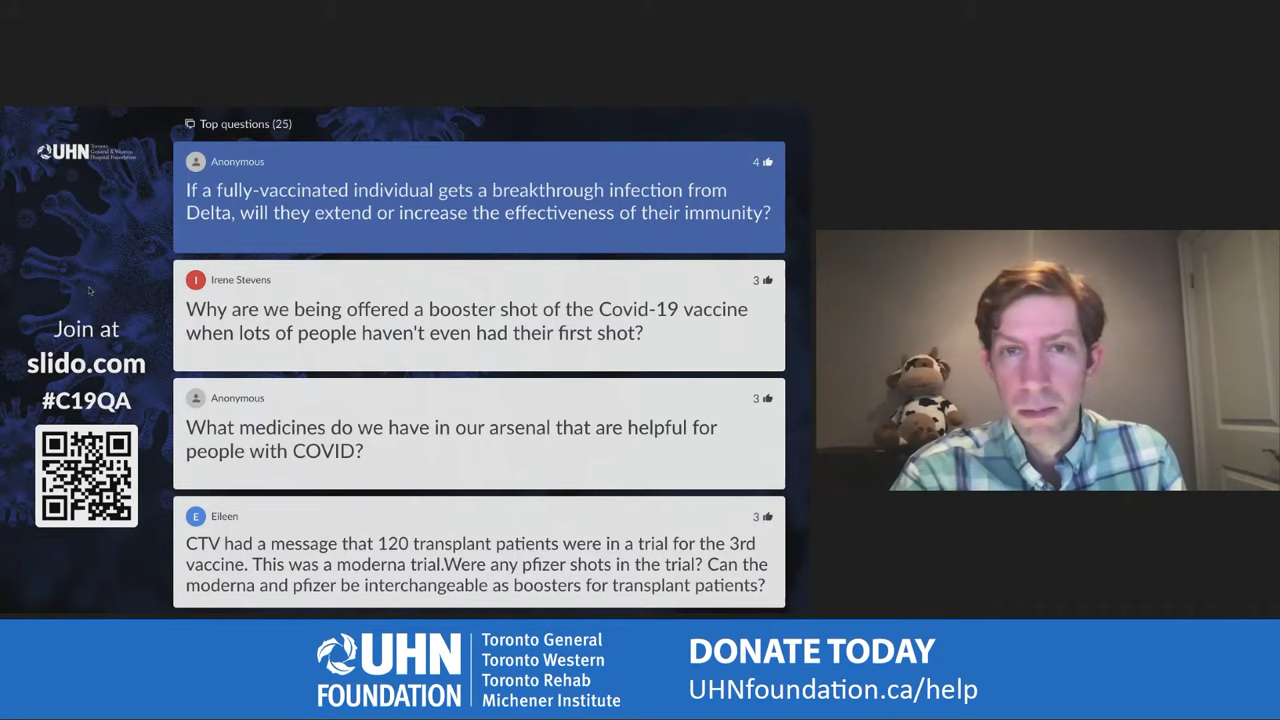 Top questions (25)
UHN Toronto
General & Western
Hospital Foundation
Anonymous
4
If a fully-vaccinated individual gets a breakthrough infection from
Delta, will they extend or increase the effectiveness of their immunity?
I
Irene Stevens
3
Why are we being offered a booster shot of the Covid-19 vaccine
when lots of people haven't even had their first shot?
Join at
slido.com
#C19QA
Anonymous
3
What medicines do we have in our arsenal that are helpful for
people with COVID?
E
Eileen
3
CTV had a message that 120 transplant patients were in a trial for the 3rd
vaccine. This was a moderna trial.Were any pfizer shots in the trial? Can the
moderna and pfizer be interchangeable as boosters for transplant patients?
UHN
FOUNDATION
Toronto General
Toronto Western
Toronto Rehab
Michener Institute
DONATE TODAY
UHNfoundation.ca/help